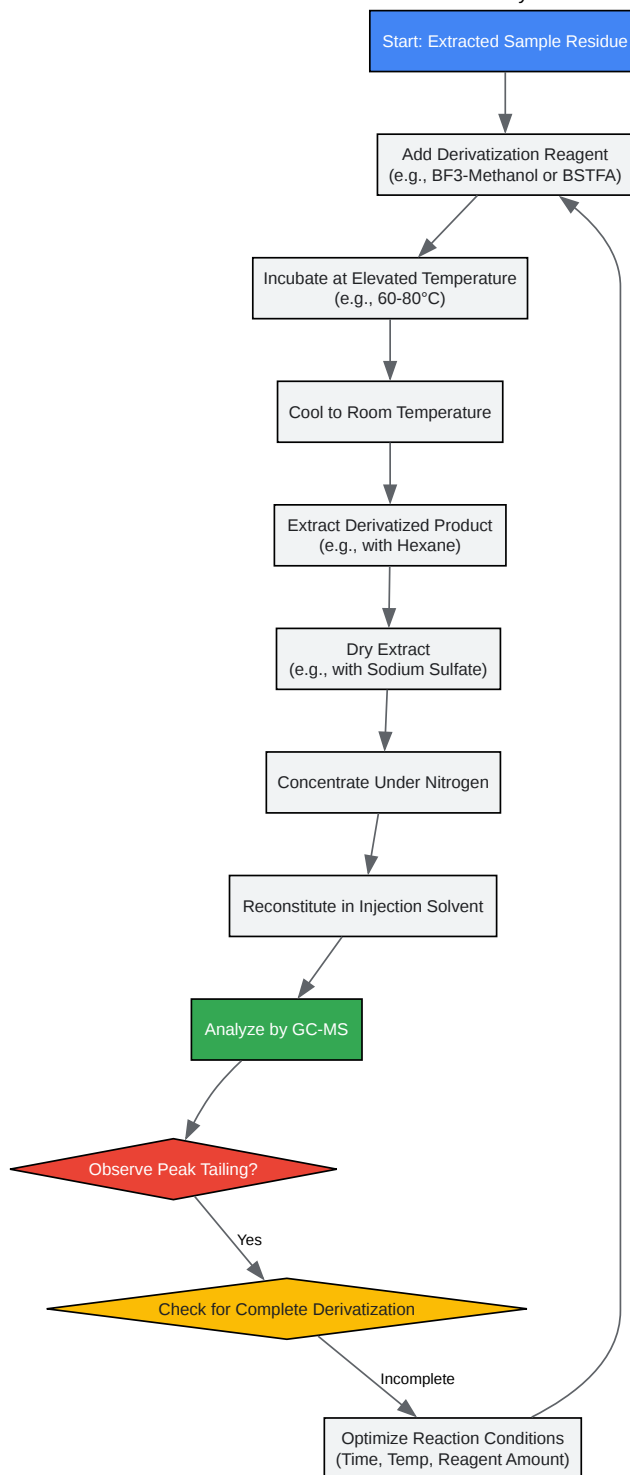 Start: Extracted Sample Residue
Add Derivatization Reagent
(e.g., BF3-Methanol or BSTFA)
Incubate at Elevated Temperature
(e.g., 60-80°C)
Cool to Room Temperature
Extract Derivatized Product
(e.g., with Hexane)
Dry Extract
(e.g., with Sodium Sulfate)
Concentrate Under Nitrogen
Reconstitute in Injection Solvent
Analyze by GC-MS
Observe Peak Tailing?
Yes
Check for Complete Derivatization
Incomplete
Optimize Reaction Conditions
(Time, Temp, Reagent Amount)